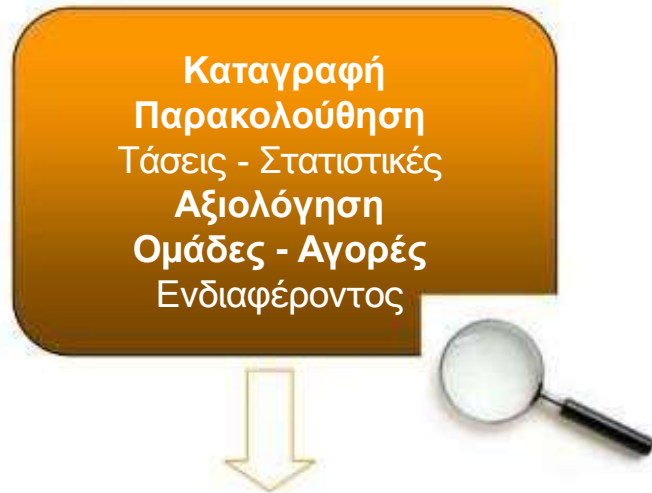 Καταγραφή
Παρακολούθηση
Τάσεις - Στατιστικές
Αξιολόγηση
Ομάδες - Αγορές
Ενδιαφέροντος